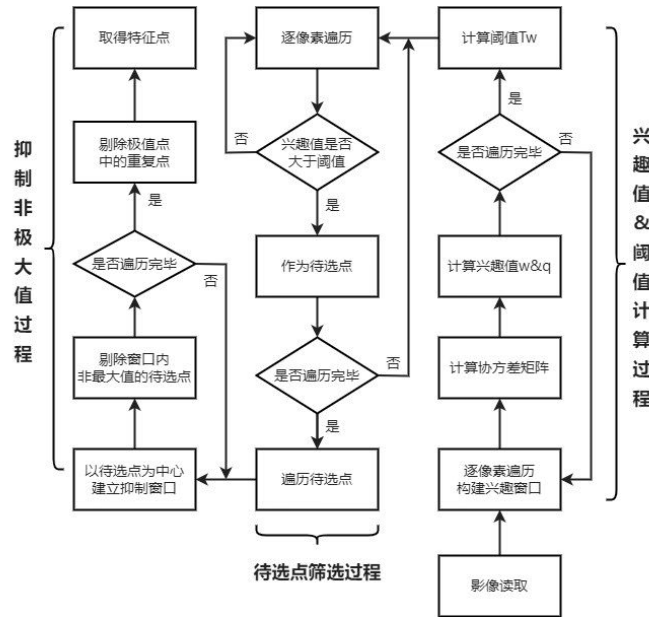 取得特征点
剔除极值点
中的重复点
是
是否遍历完毕
否
剔除窗口内
非最大值的待选点
以待选点为中心
建立抑制窗口
抑制非极大值过程
逐像素遍历
否
兴趣值是否
大于阈值
是
作为待选点
是否遍历完毕
否
是
遍历待选点
待选点筛选过程
计算阈值Tw
是
是否遍历完毕
否
计算兴趣值w&q
计算协方差矩阵
逐像素遍历
构建兴趣窗口
影像读取
兴趣值&阈值计算过程